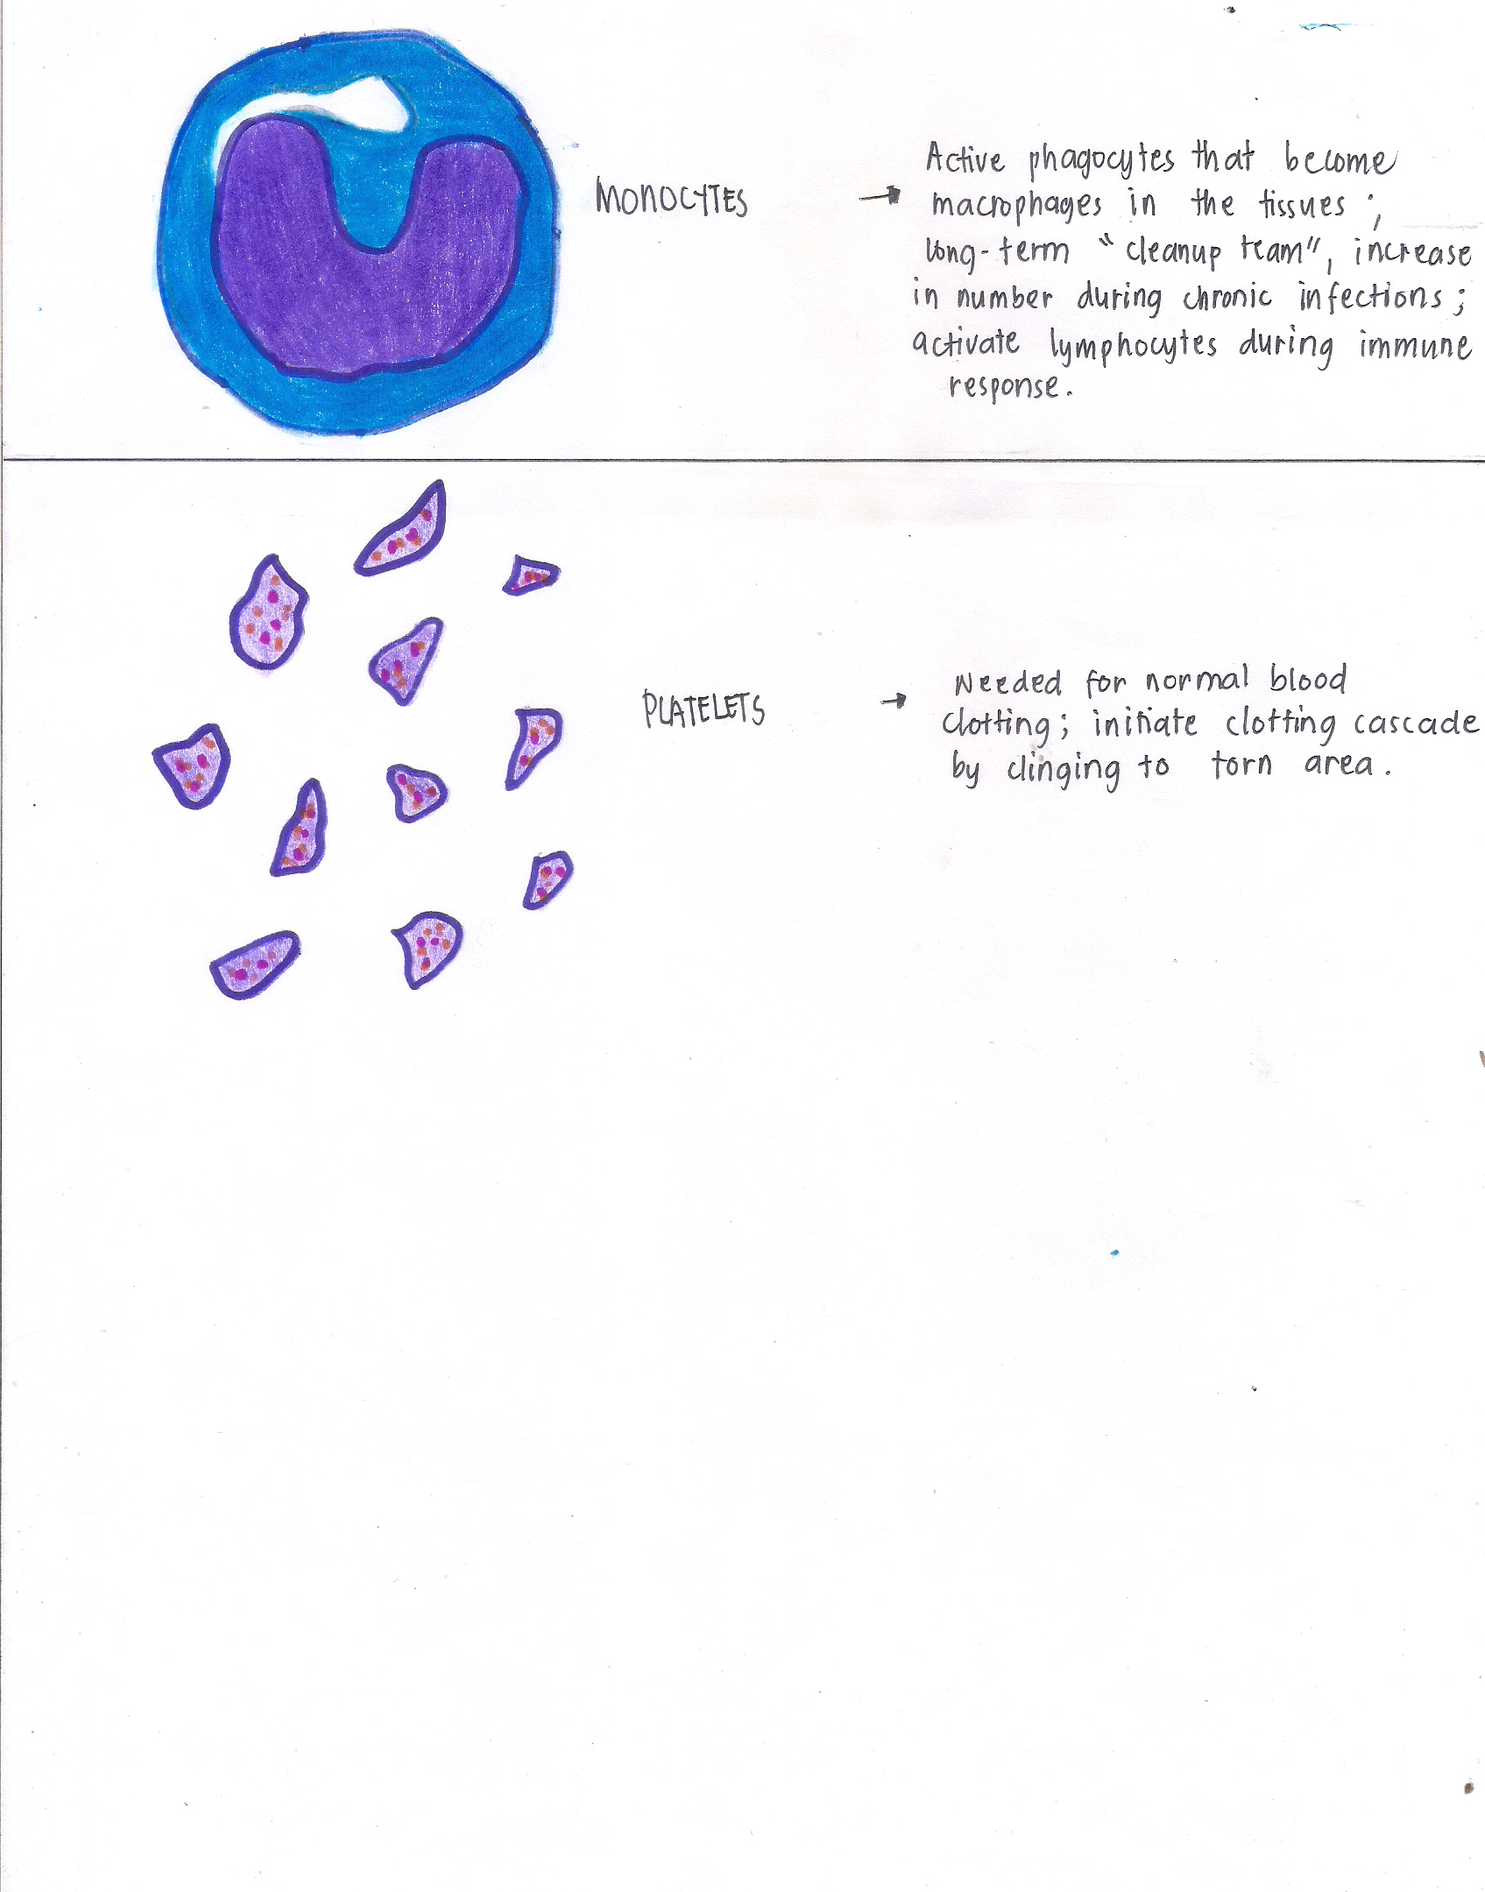 MONOCYTES
→ Active phagocytes that become
macrophages in the tissues ;
long-term "cleanup team", increase
in number during chronic infections ;
activate lymphocytes during immune
response.
PLATELETS
→ Needed for normal blood
clotting ; initiate clotting cascade
by clinging to torn area .